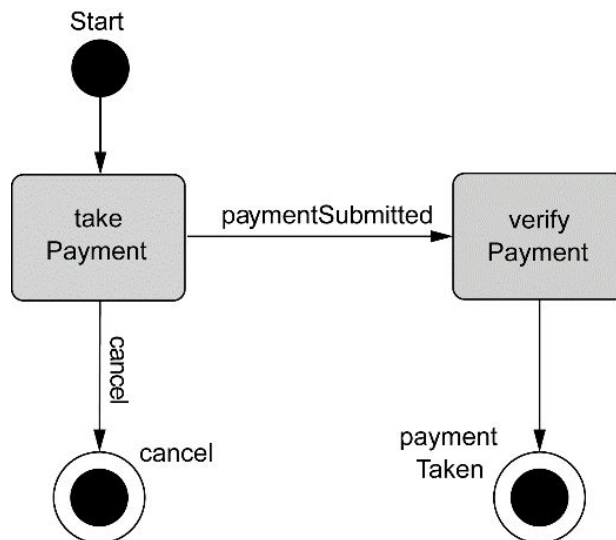 Start
take
Payment
paymentSubmitted
verify
Payment
cancel
cancel
payment
Taken